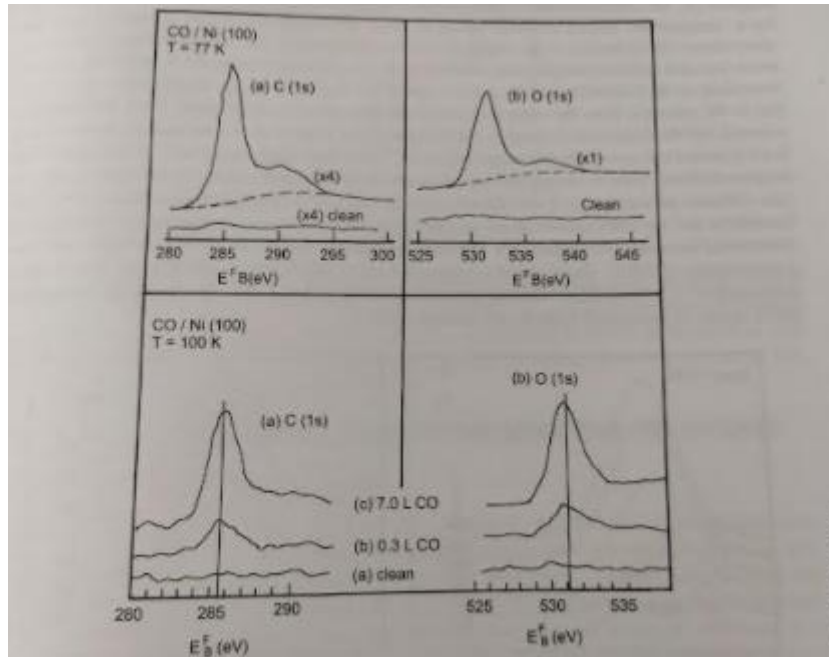 CO / Ni (100)
T = 77 K
(a) C (1s)
(x4)
(x4) clean
280 285 290 295 300
E^F B(eV)
(b) O (1s)
(x1)
Clean
525 530 535 540 545
E^F B(eV)
CO / Ni (100)
T = 100 K
(a) C (1s)
(b) O (1s)
(c) 7.0 L CO
(b) 0.3 L CO
(a) clean
280 285 290
E^F_B (eV)
525 530 535
E^F_B (eV)